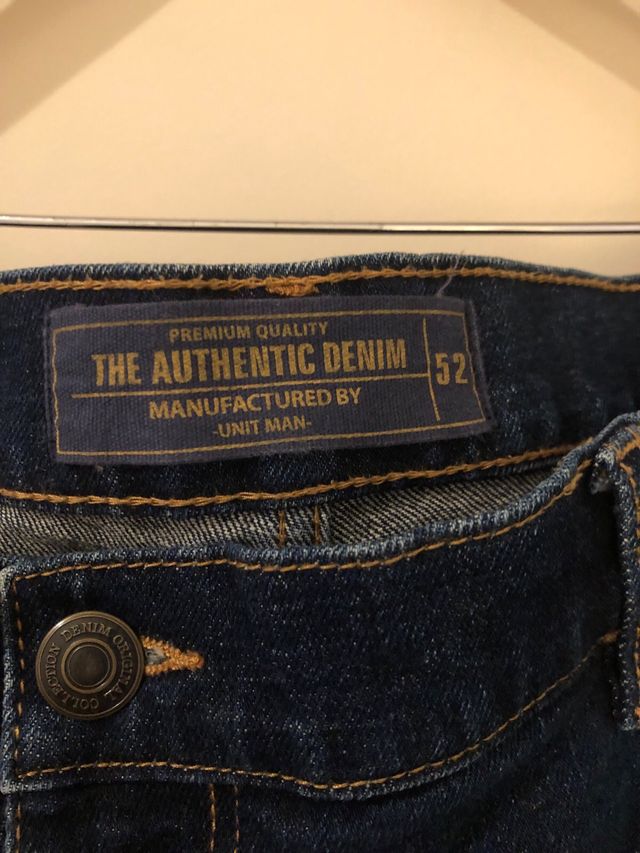 PREMIUM QUALITY
THE AUTHENTIC DENIM
MANUFACTURED BY
-UNIT MAN-
52
DENIM ORIGINAL COLLECTION